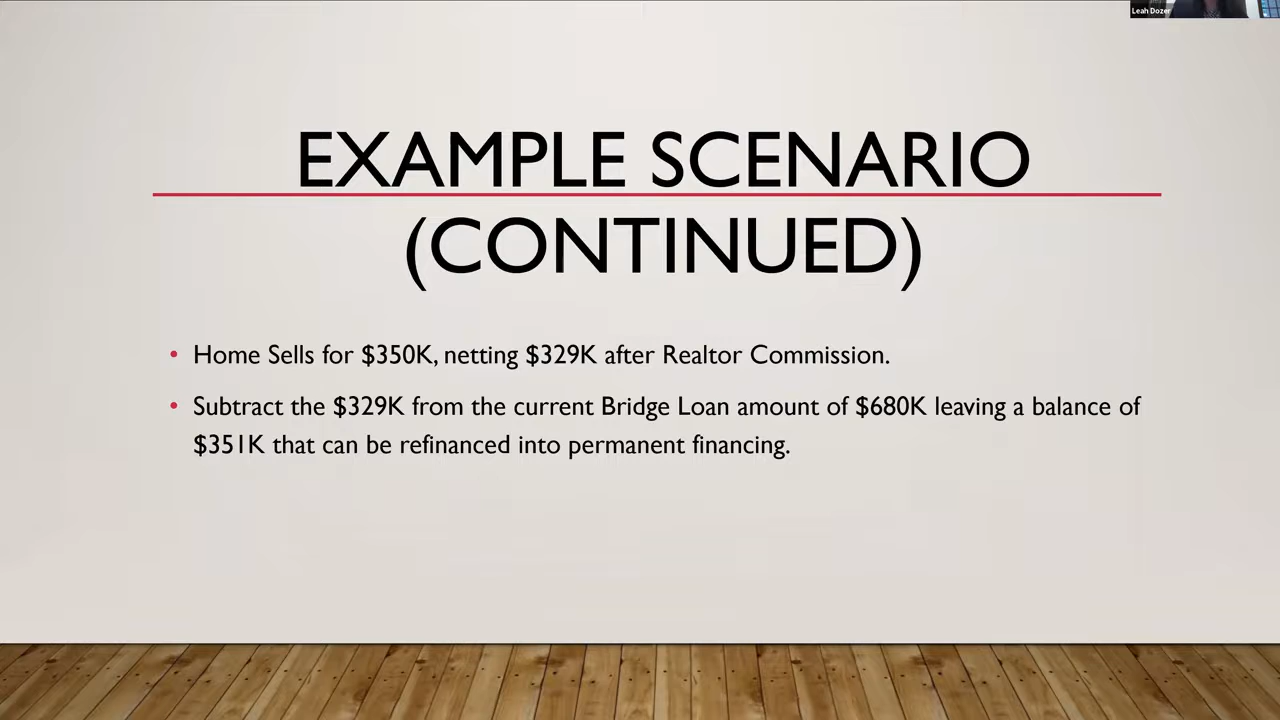 Leah Dozer
EXAMPLE SCENARIO
(CONTINUED)
• Home Sells for $350K, netting $329K after Realtor Commission.
• Subtract the $329K from the current Bridge Loan amount of $680K leaving a balance of
$351K that can be refinanced into permanent financing.